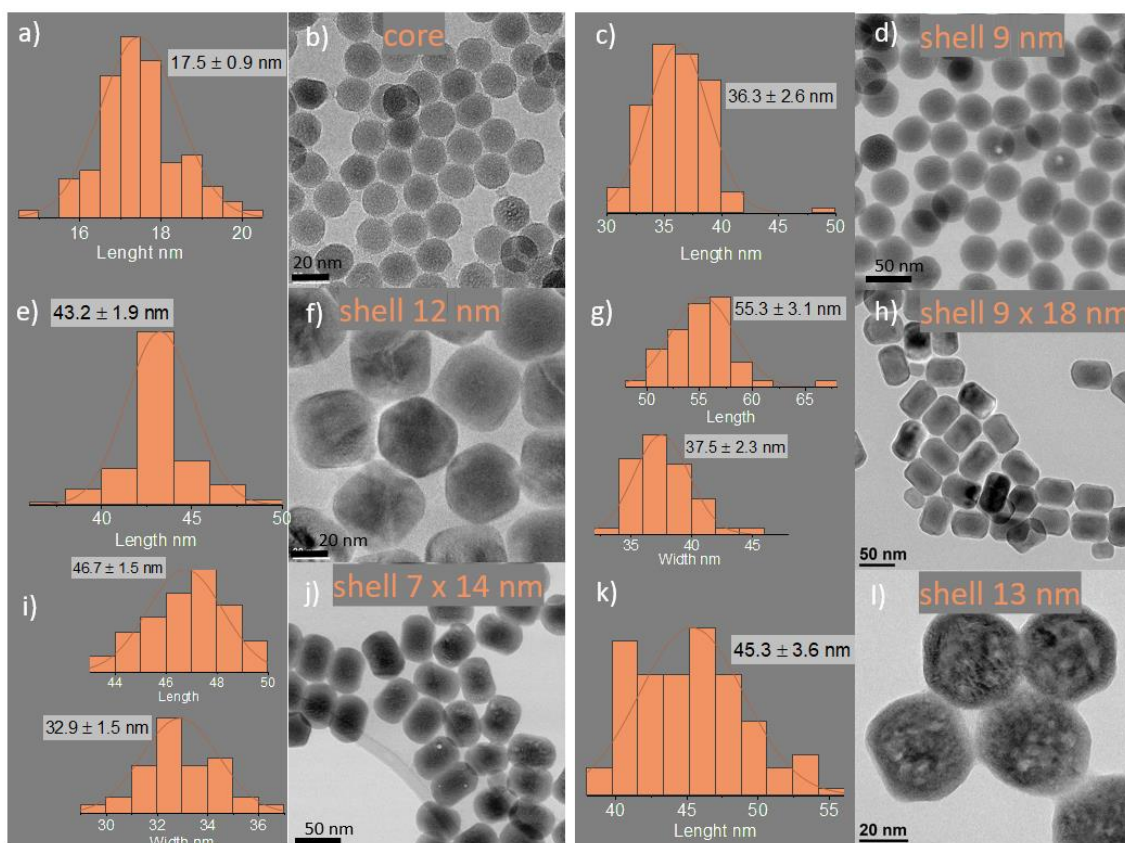 a)
17.5 ± 0.9 nm
16 18 20
Lenght nm
b) core
20 nm
c)
36.3 ± 2.6 nm
30 35 40 45 50
Length nm
d) shell 9 nm
50 nm
e)
43.2 ± 1.9 nm
40 45 50
Length nm
f) shell 12 nm
20 nm
g)
55.3 ± 3.1 nm
50 55 60 65
Length
37.5 ± 2.3 nm
35 40 45
Width nm
h) shell 9 x 18 nm
50 nm
i)
46.7 ± 1.5 nm
44 46 48 50
Length
32.9 ± 1.5 nm
30 32 34 36
Width nm
j) shell 7 x 14 nm
50 nm
k)
45.3 ± 3.6 nm
40 45 50 55
Lenght nm
l) shell 13 nm
20 nm